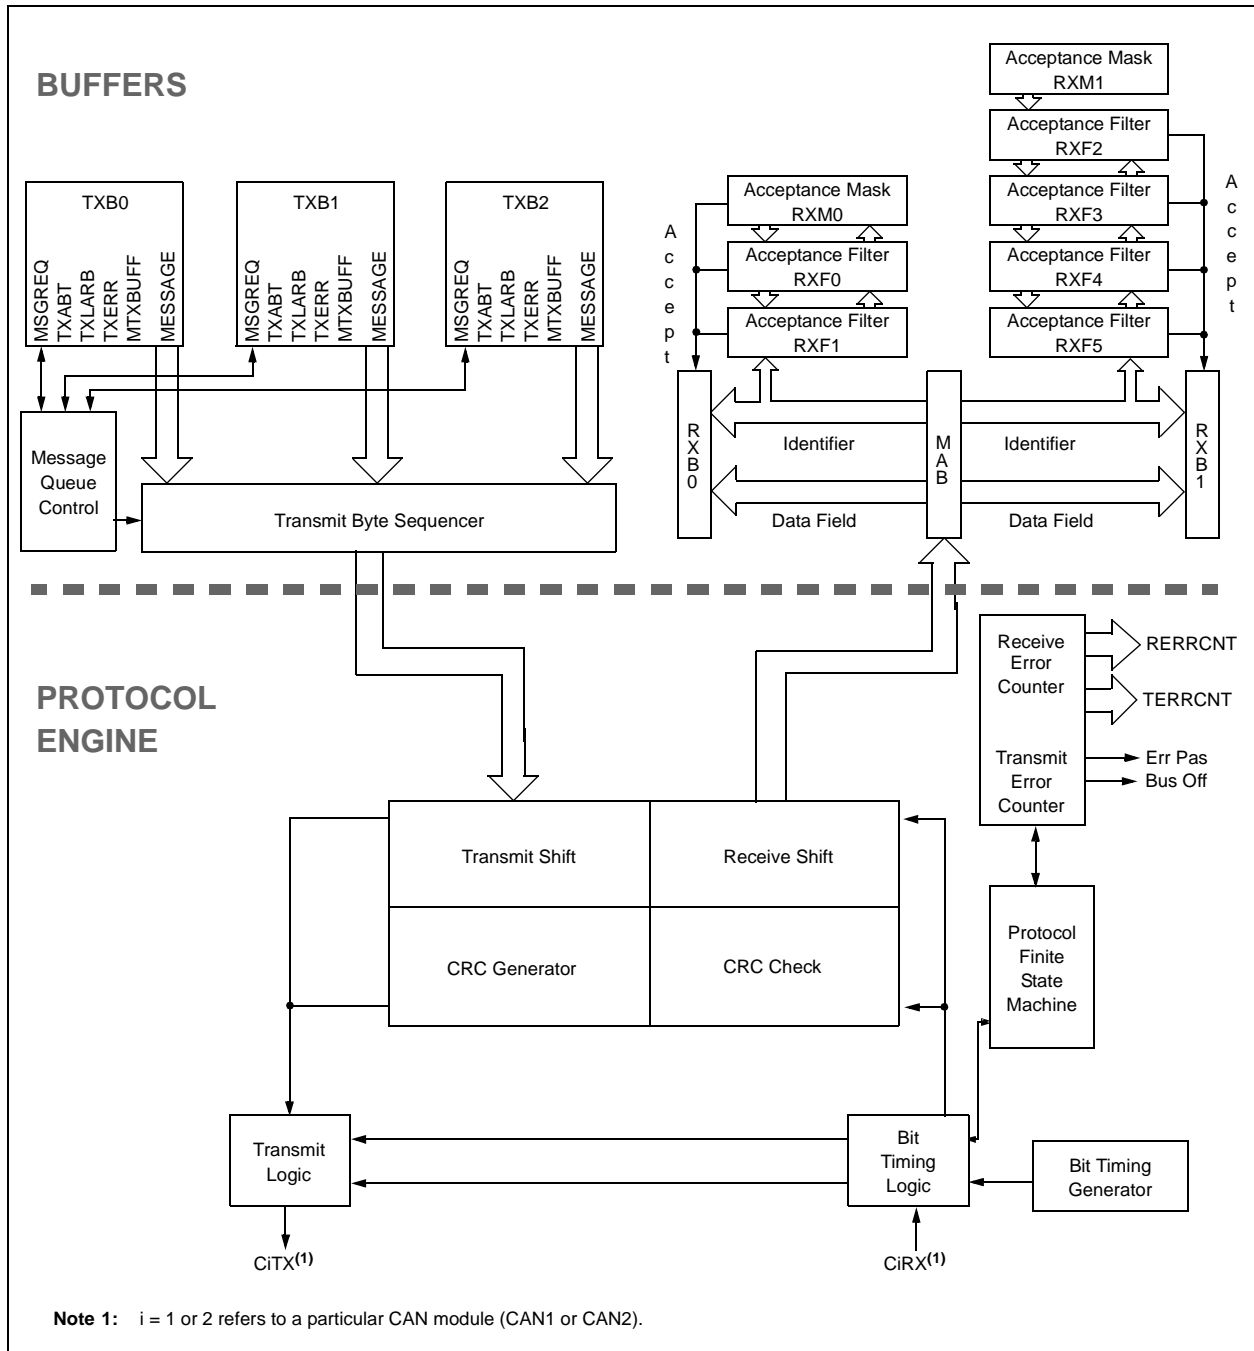 BUFFERS
Acceptance Mask
RXM1
Acceptance Filter
RXF2
Acceptance Filter
RXF3
Acceptance Filter
RXF4
Acceptance Filter
RXF5
Accept
Acceptance Mask
RXM0
Acceptance Filter
RXF0
Acceptance Filter
RXF1
Accept
TXB0
MSGREQ
TXABT
TXLARB
TXERR
MTXBUFF
MESSAGE
TXB1
MSGREQ
TXABT
TXLARB
TXERR
MTXBUFF
MESSAGE
TXB2
MSGREQ
TXABT
TXLARB
TXERR
MTXBUFF
MESSAGE
Message
Queue
Control
Transmit Byte Sequencer
RXB0
Identifier
Data Field
MAB
Identifier
Data Field
RXB1
PROTOCOL
ENGINE
Receive
Error
Counter
Transmit
Error
Counter
RERRCNT
TERRCNT
Err Pas
Bus Off
Transmit Shift
Receive Shift
CRC Generator
CRC Check
Protocol
Finite
State
Machine
Transmit
Logic
Bit
Timing
Logic
Bit Timing
Generator
CiTX(1)
CiRX(1)
Note 1: i = 1 or 2 refers to a particular CAN module (CAN1 or CAN2).